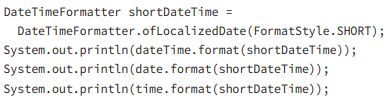 DateTimeFormatter shortDateTime =
DateTimeFormatter.ofLocalizedDate(FormatStyle.SHORT);
System.out.println(dateTime.format(shortDateTime));
System.out.println(date.format(shortDateTime));
System.out.println(time.format(shortDateTime));